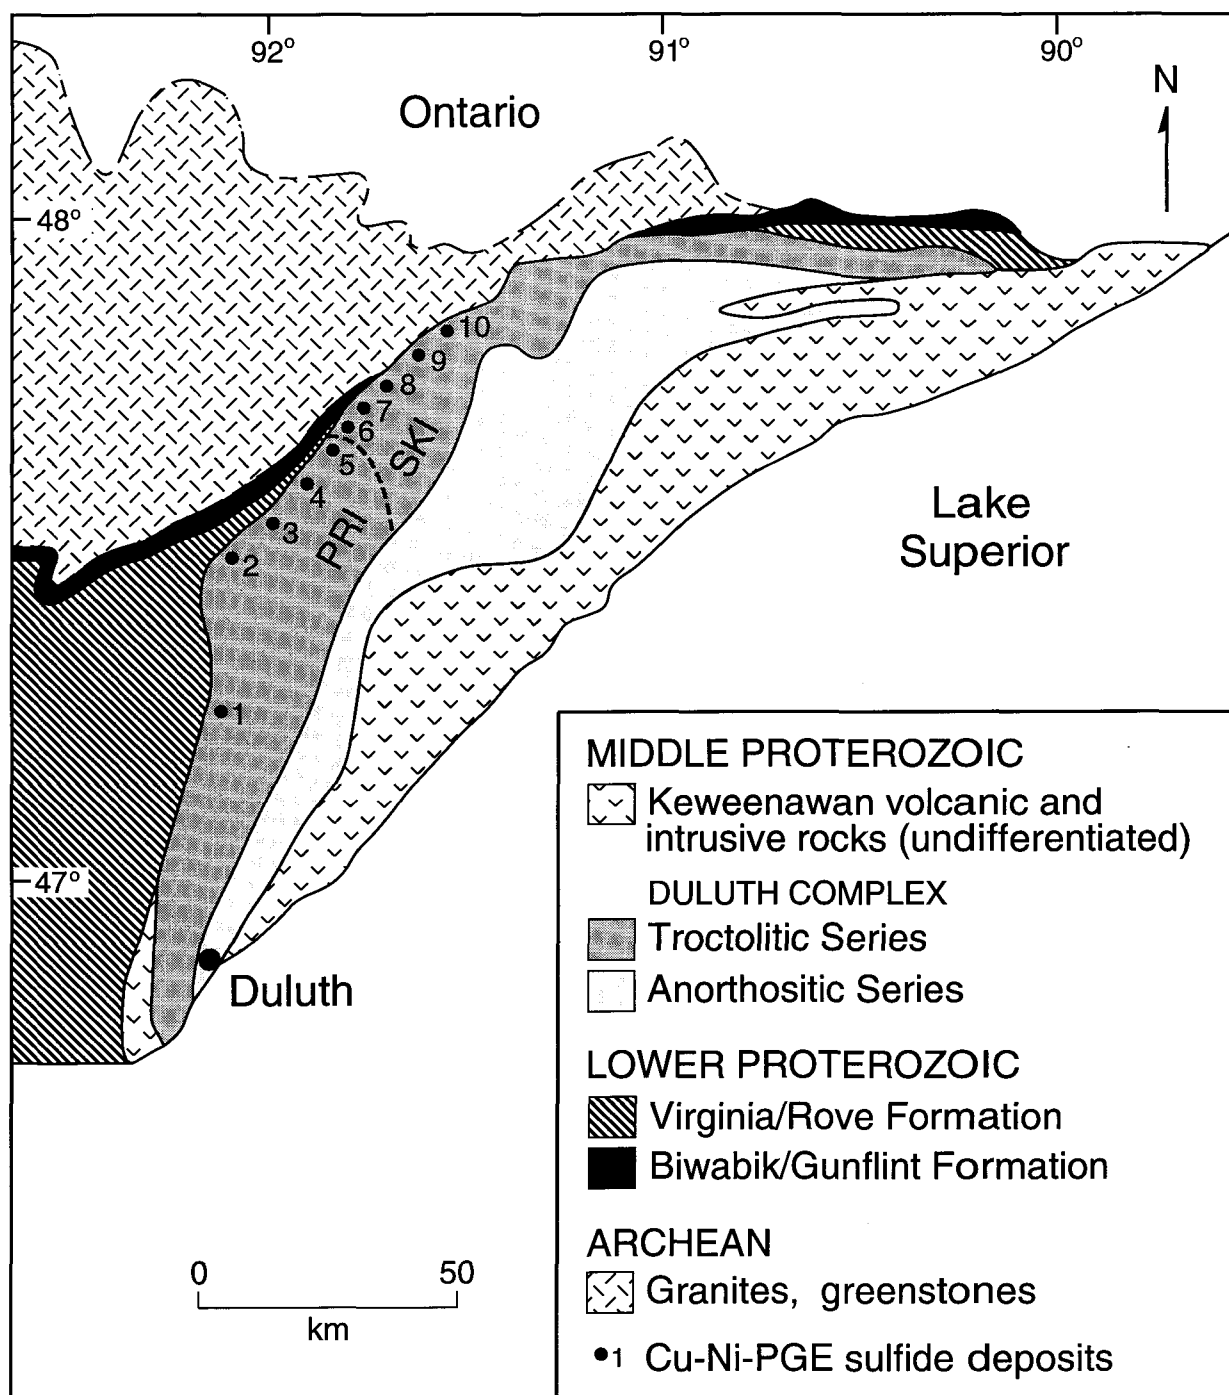 92° 91° 90°
N
Ontario
48°
10
9
8
7
6
5
SKI
4
PRI
3
2
Lake
Superior
1
47°
Duluth
MIDDLE PROTEROZOIC
Keweenawan volcanic and
intrusive rocks (undifferentiated)
DULUTH COMPLEX
Troctolitic Series
Anorthositic Series
LOWER PROTEROZOIC
Virginia/Rove Formation
Biwabik/Gunflint Formation
ARCHEAN
Granites, greenstones
1 Cu-Ni-PGE sulfide deposits
0 50
km